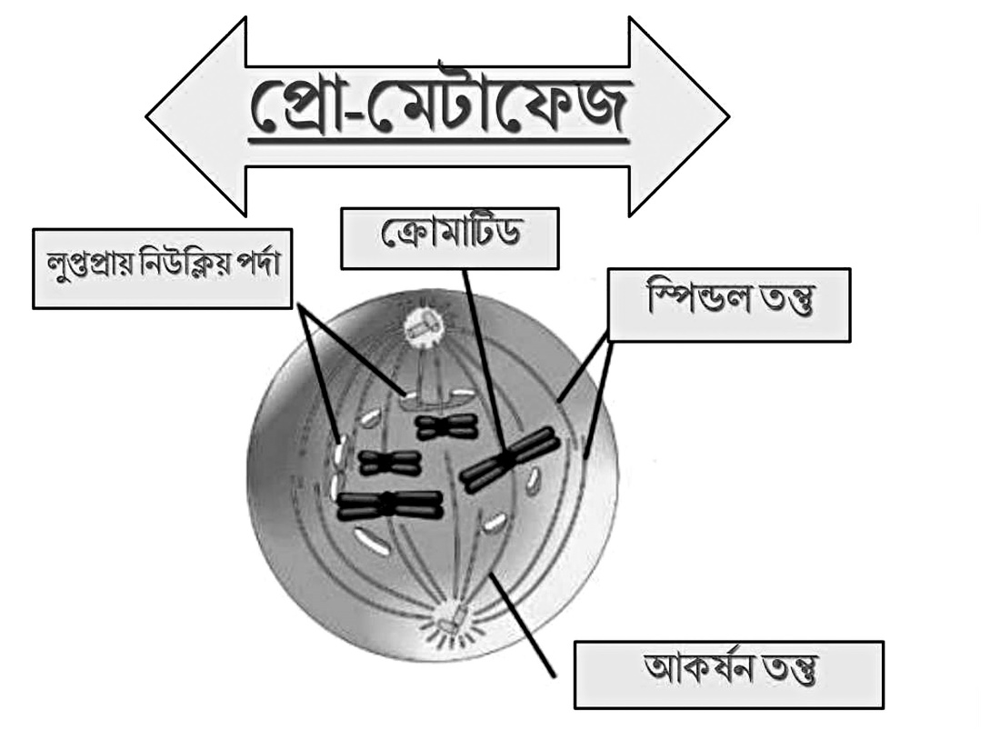 প্রো-মেটাফেজ
ক্রোমাটিড
লুপ্তপ্রায় নিউক্লিয় পর্দা
স্পিন্ডল তন্তু
আকর্ষন তন্তু